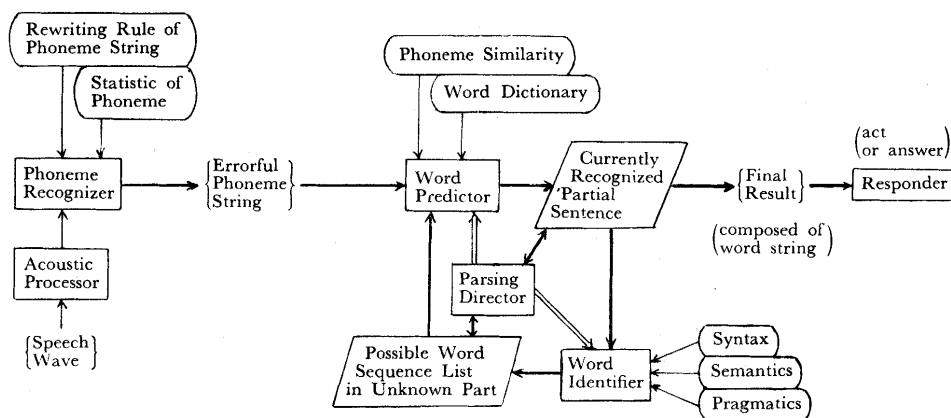 Rewriting Rule of
Phoneme String
Statistic of
Phoneme
Phoneme Similarity
Word Dictionary
Phoneme
Recognizer
{Errorful
Phoneme
String}
Word
Predictor
Currently
Recognized
Partial
Sentence
{Final
Result}
(act
or answer)
Responder
(composed of
word string)
Acoustic
Processor
Parsing
Director
{Speech
Wave}
Possible Word
Sequence List
in Unknown Part
Word
Identifier
Syntax
Semantics
Pragmatics